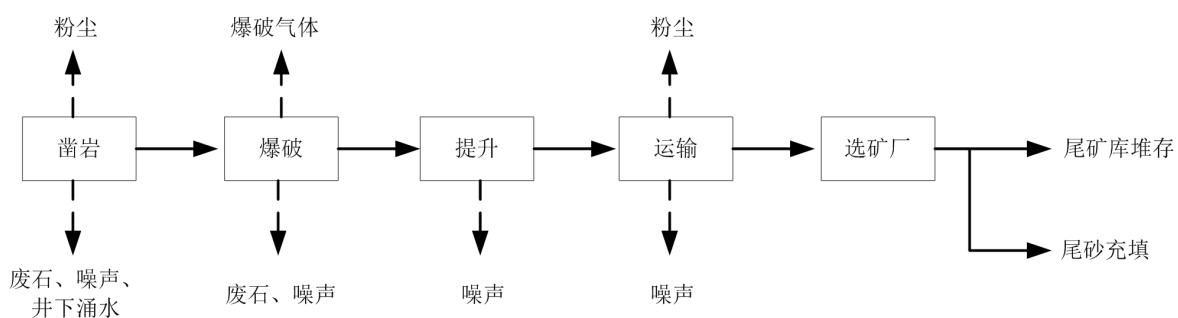 粉尘
爆破气体
粉尘
凿岩
爆破
提升
运输
选矿厂
尾矿库堆存
尾砂充填
废石、噪声、
井下涌水
废石、噪声
噪声
噪声